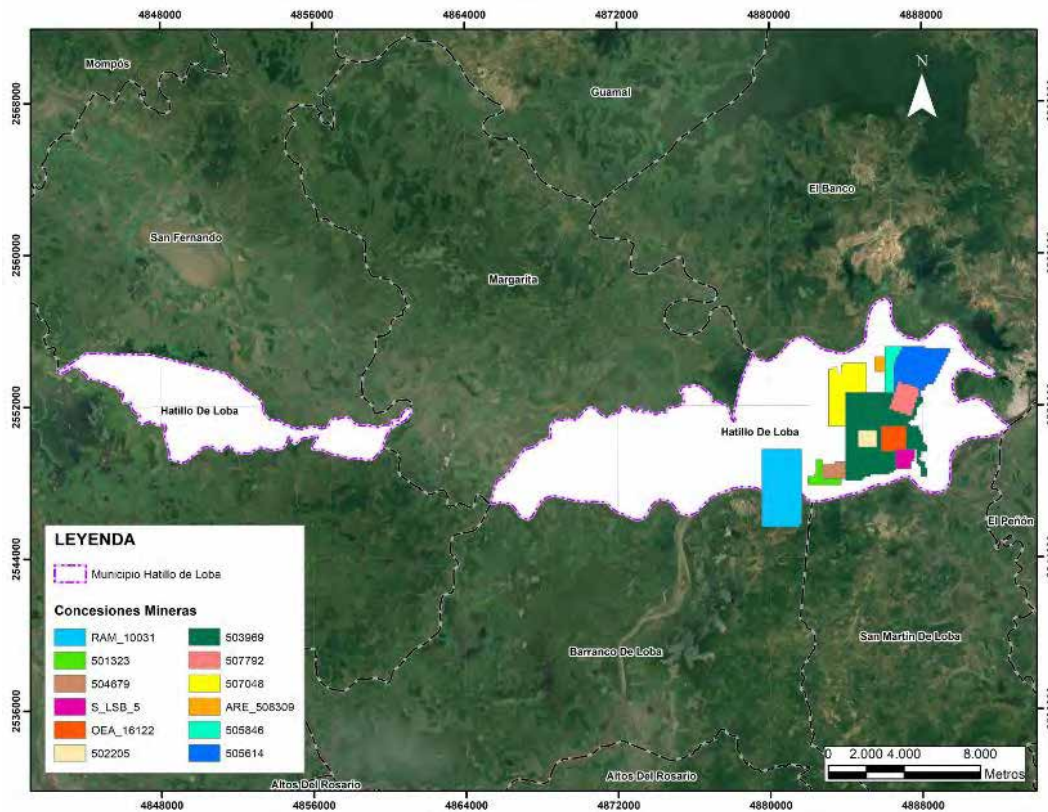 4848000 4856000 4864000 4872000 4880000 4888000
Mompós
Guamal
N
2568000
El Banco
San Fernando
2560000
Margarita
2552000
Hatillo De Loba
Hatillo De Loba
El Peñón
LEYENDA
2544000
Municipio Hatillo de Loba
Concesiones Mineras
RAM_10031 503969
501323 507792
504679 507048
S_LSB_5 ARE_508309
OEA_16122 505846
502205 505614
San Martín De Loba
Barranco De Loba
2536000
0 2.000 4.000 8.000
Metros
Altos Del Rosario
Altos Del Rosario
4848000 4856000 4864000 4872000 4880000 4888000